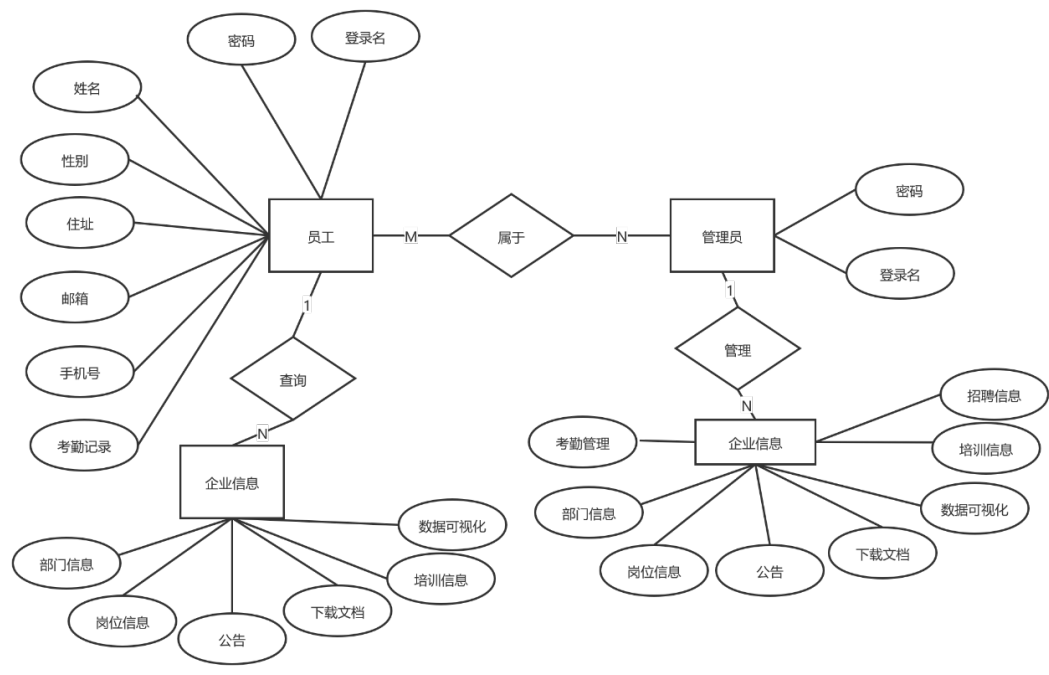 密码
登录名
姓名
性别
住址
邮箱
手机号
考勤记录
员工
M
属于
N
管理员
密码
登录名
1
查询
N
企业信息
部门信息
岗位信息
公告
下载文档
培训信息
数据可视化
1
管理
N
企业信息
考勤管理
部门信息
岗位信息
公告
下载文档
数据可视化
培训信息
招聘信息